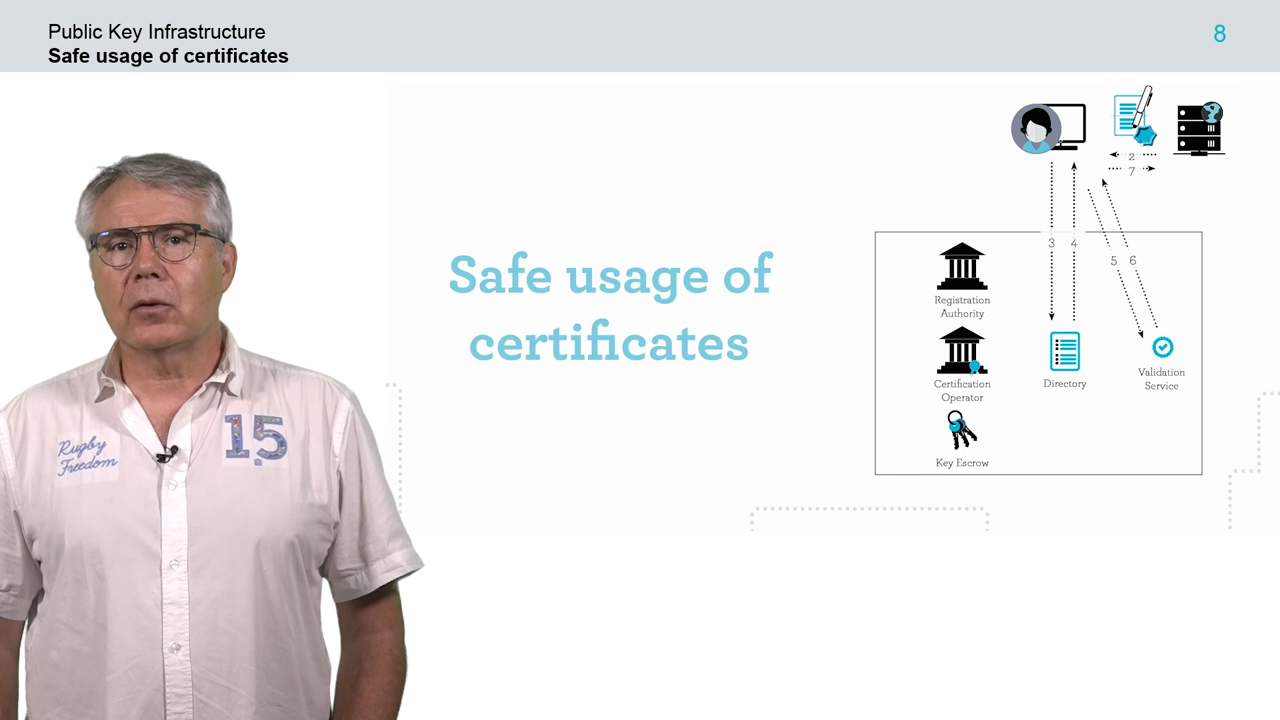 Public Key Infrastructure
Safe usage of certificates
8
Safe usage of
certificates
2
7
3 4
5 6
Registration
Authority
Certification
Operator
Key Escrow
Directory
Validation
Service
Rugby
Freedom
15